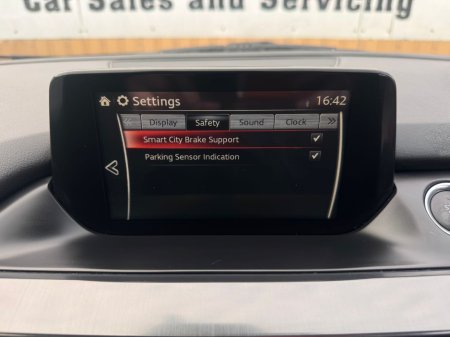 Car Sales and Servicing
Settings
16:42
Display
Safety
Sound
Clock
Smart City Brake Support
Parking Sensor Indication